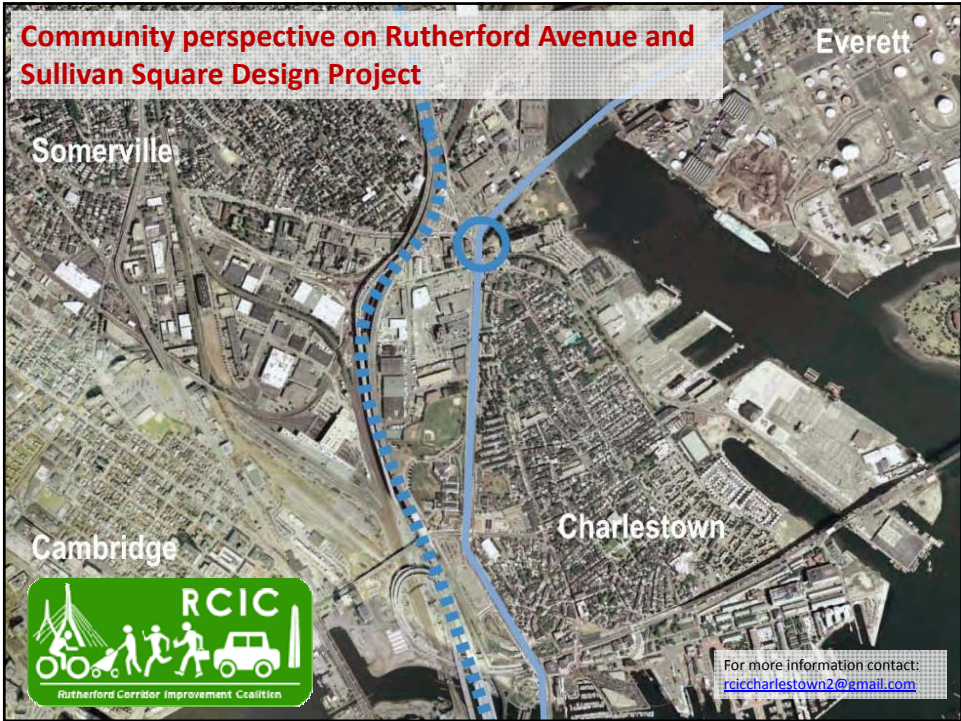 Community perspective on Rutherford Avenue and
Sullivan Square Design Project
Everett
Somerville
Charlestown
Cambridge
RCIC
Rutherford Corridor Improvement Coalition
For more information contact:
rciccharlestown2@gmail.com